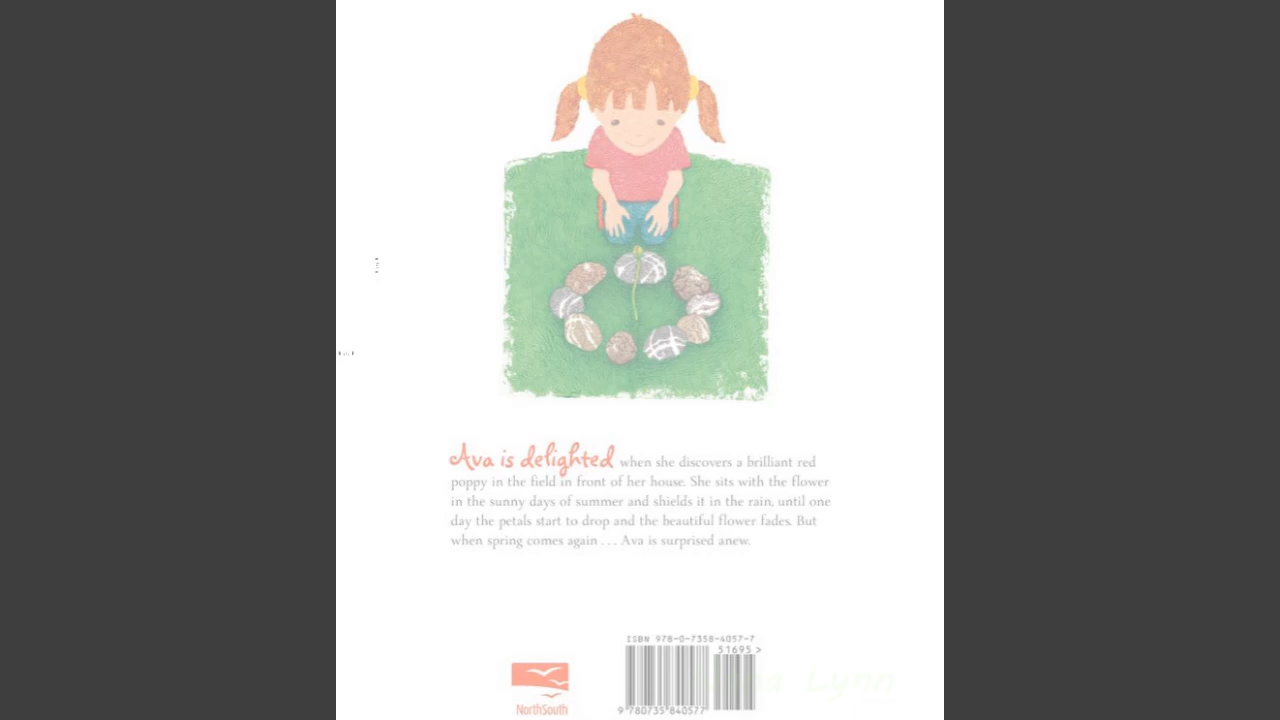 Ava is delighted when she discovers a brilliant red
poppy in the field in front of her house. She sits with the flower
in the sunny days of summer and shields it in the rain, until one
day the petals start to drop and the beautiful flower fades. But
when spring comes again . . . Ava is surprised anew.
ISBN 978-0-7358-4057-7
51695 >
9 780735 840577
NorthSouth
Lynn